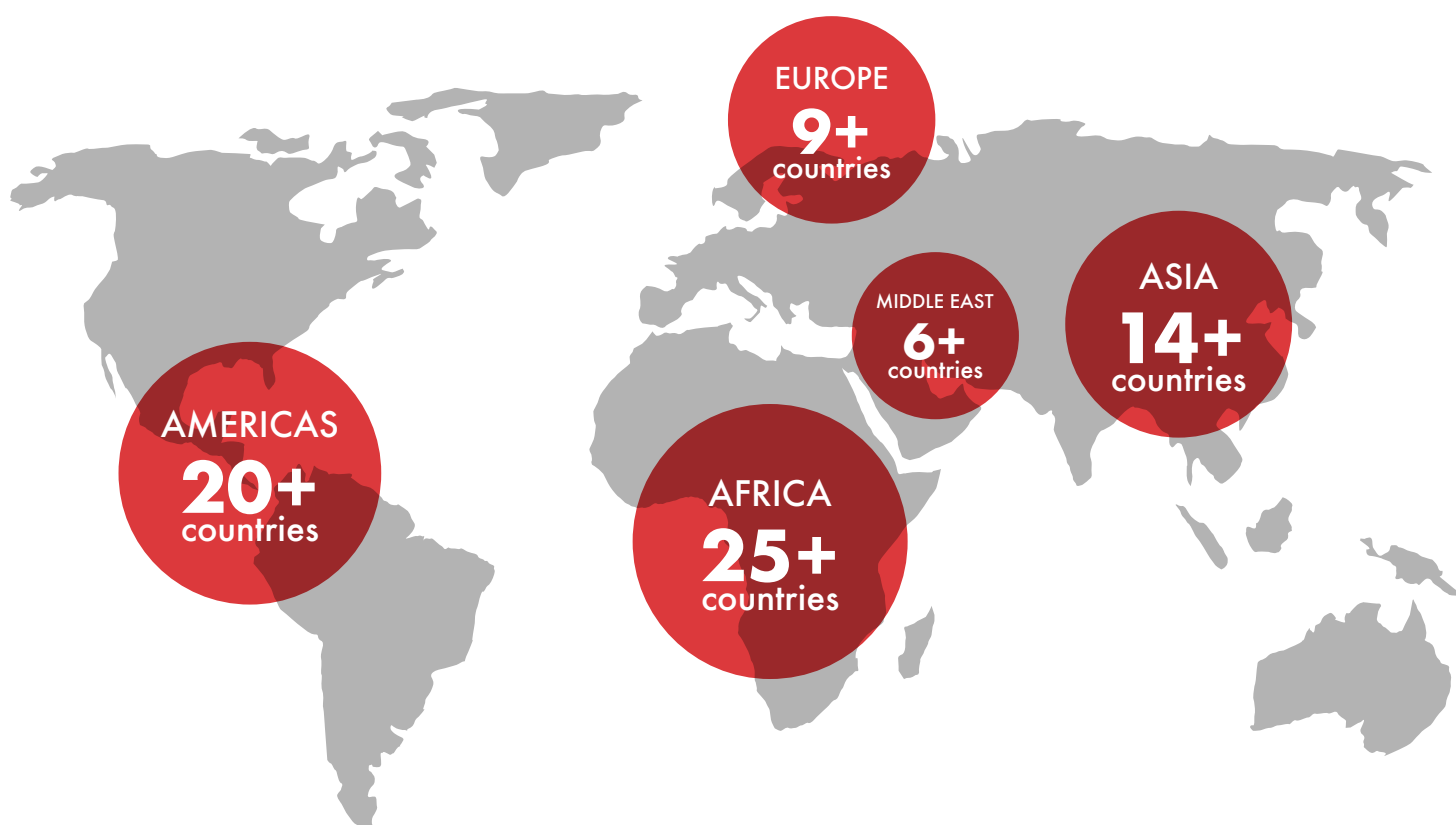 EUROPE
9+
countries
MIDDLE EAST
6+
countries
ASIA
14+
countries
AMERICAS
20+
countries
AFRICA
25+
countries